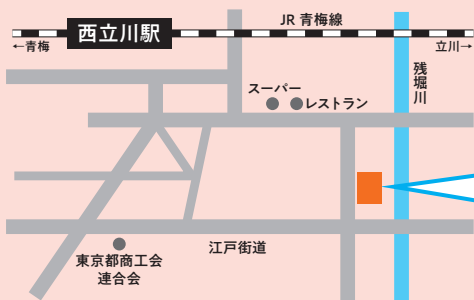 JR 青梅線
西立川駅
←青梅
立川→
残堀川
スーパー
レストラン
江戸街道
東京都商工会
連合会